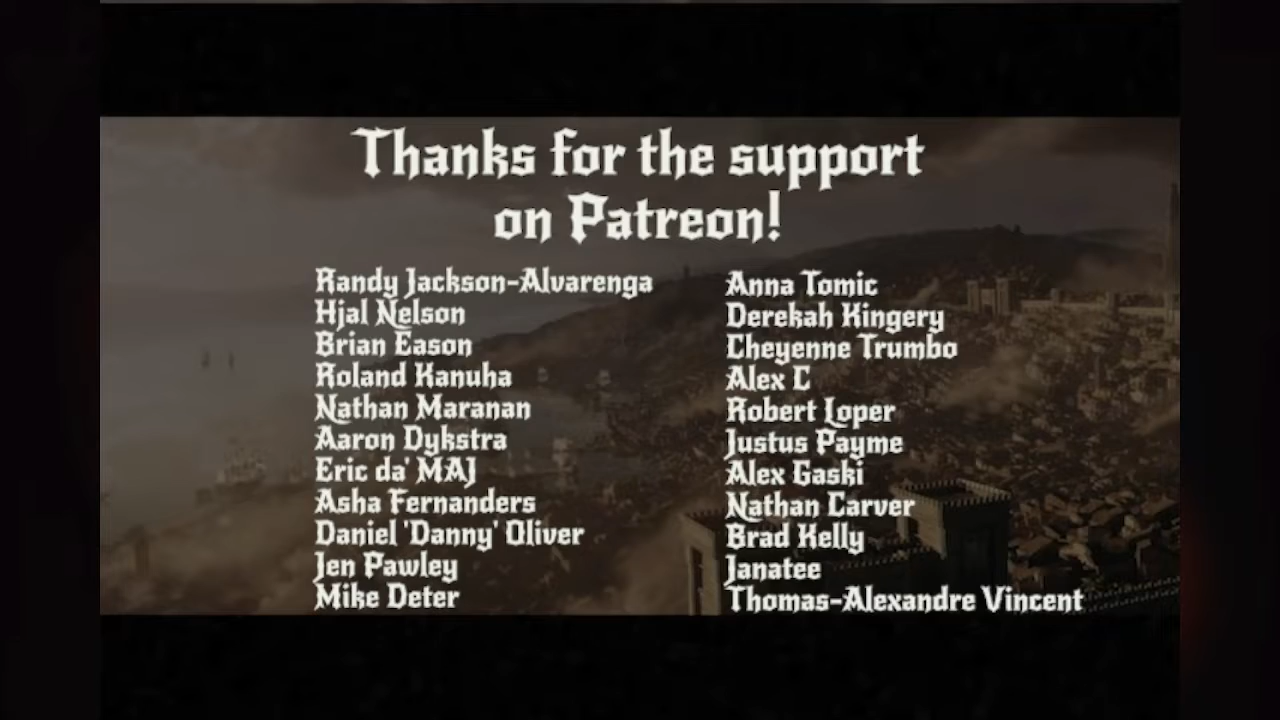 Thanks for the support
on Patreon!
Randy Jackson-Alvarenga
Hjal Nelson
Brian Eason
Roland Kanuha
Nathan Maranan
Aaron Dykstra
Eric da' MAJ
Asha Fernanders
Daniel 'Danny' Oliver
Jen Pawley
Mike Deter
Anna Tomic
Derekah Kingery
Cheyenne Trumbo
Alex C
Robert Loper
Justus Payme
Alex Gaski
Nathan Carver
Brad Kelly
Janatee
Thomas-Alexandre Vincent